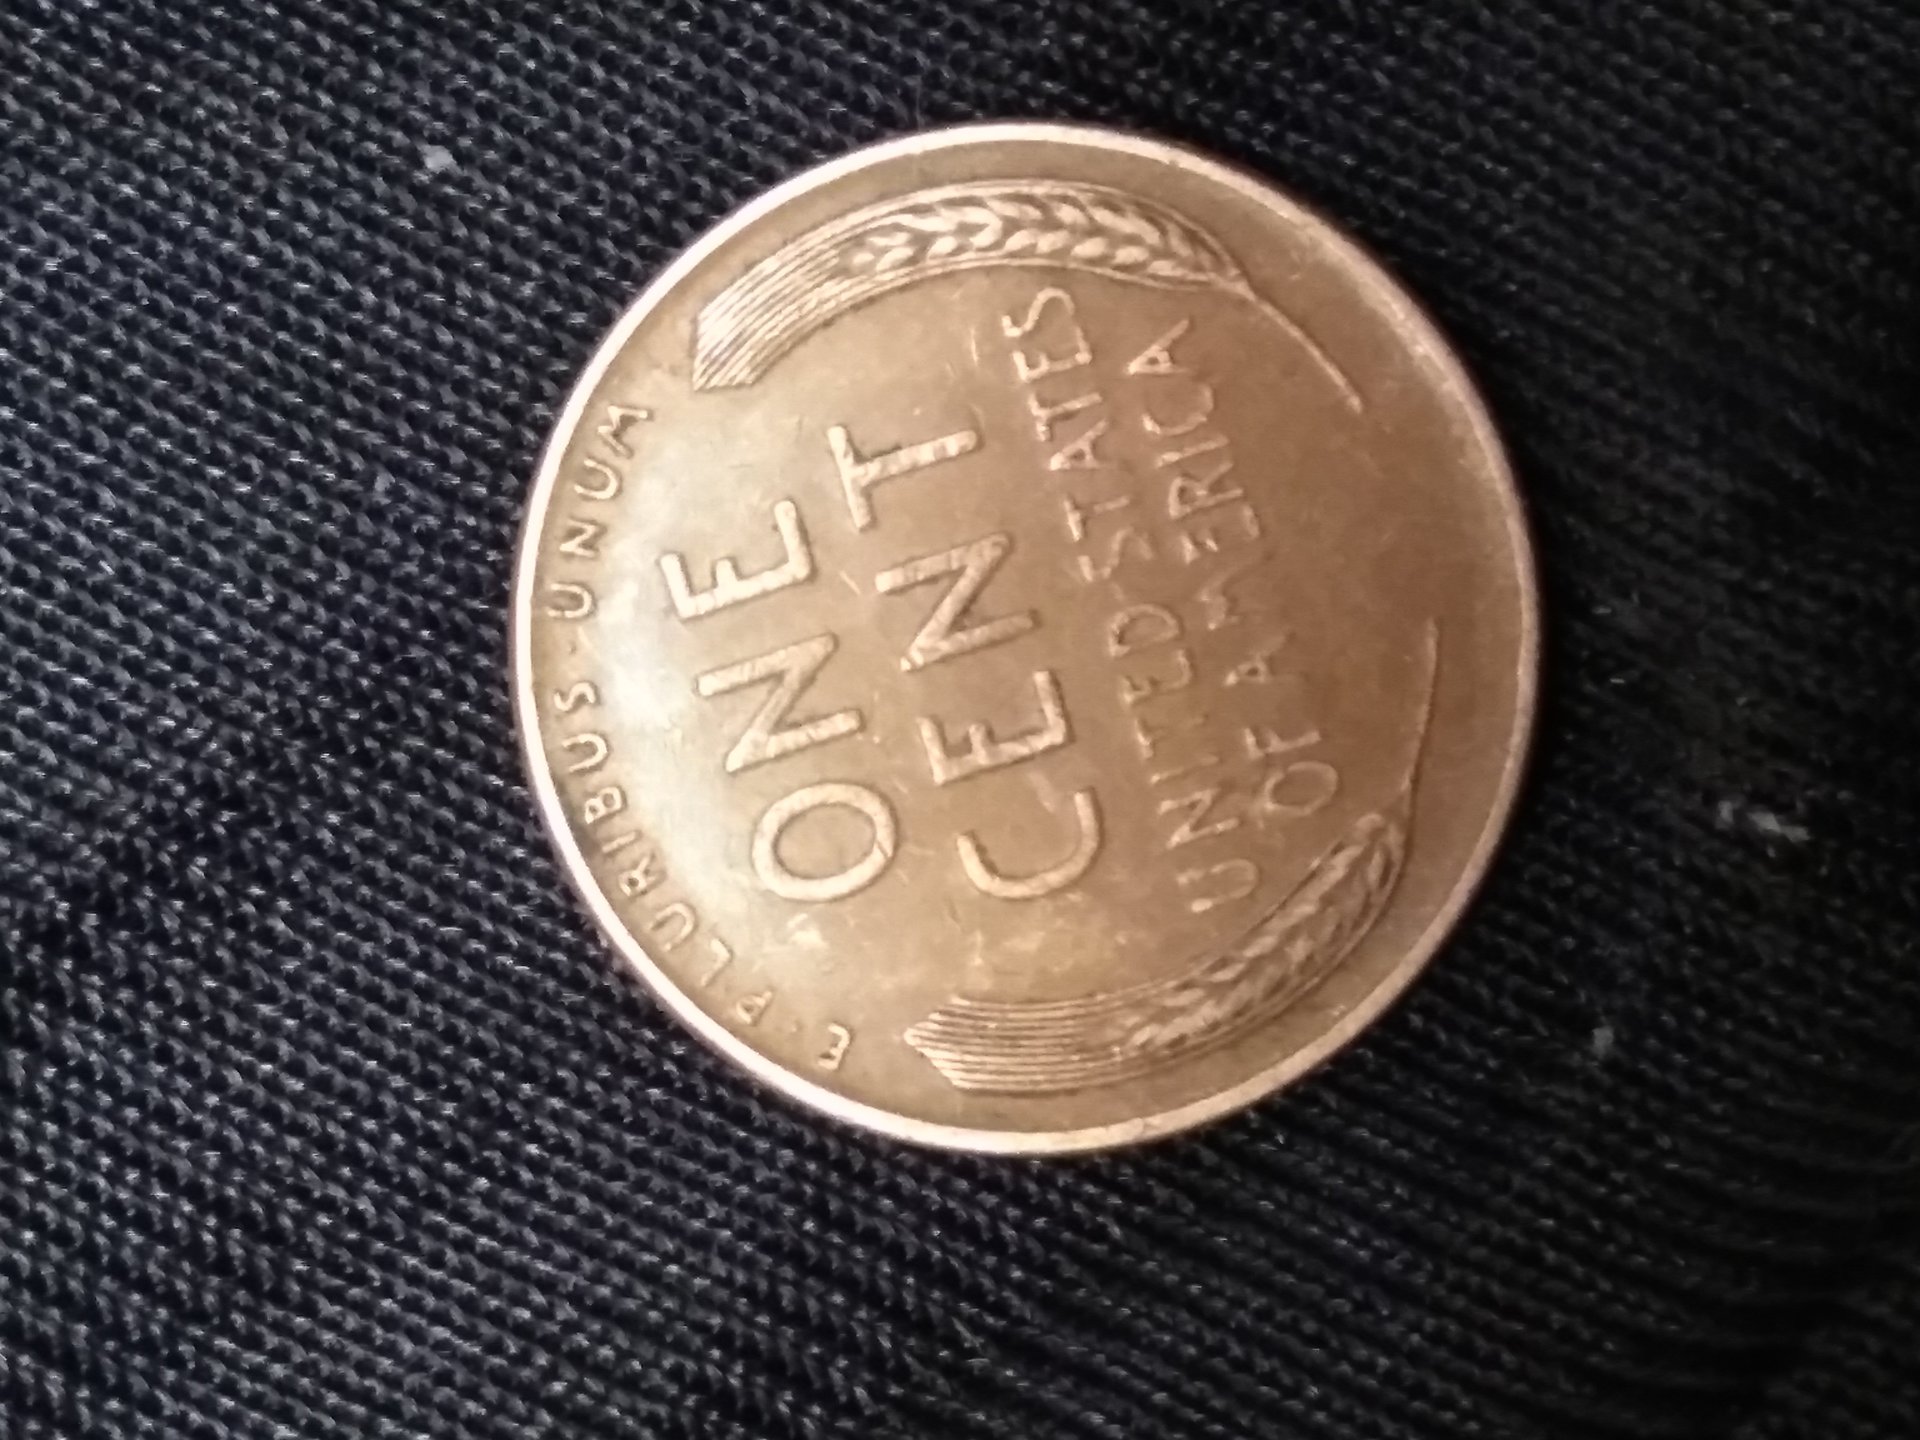 E · PLURIBUS · UNUM
ONE
CENT
UNITED STATES
OF AMERICA